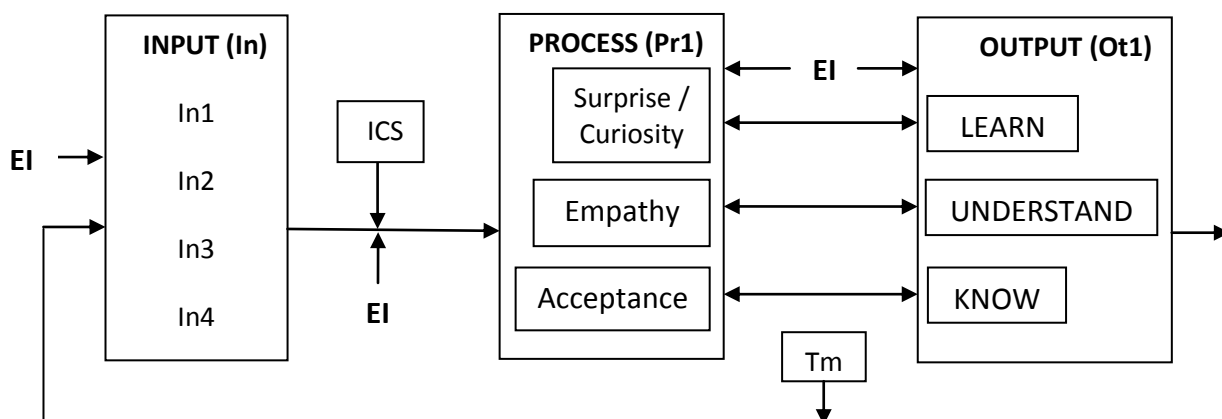 INPUT (In)
In1
In2
In3
In4
EI
ICS
EI
PROCESS (Pr1)
Surprise /
Curiosity
Empathy
Acceptance
EI
Tm
OUTPUT (Ot1)
LEARN
UNDERSTAND
KNOW